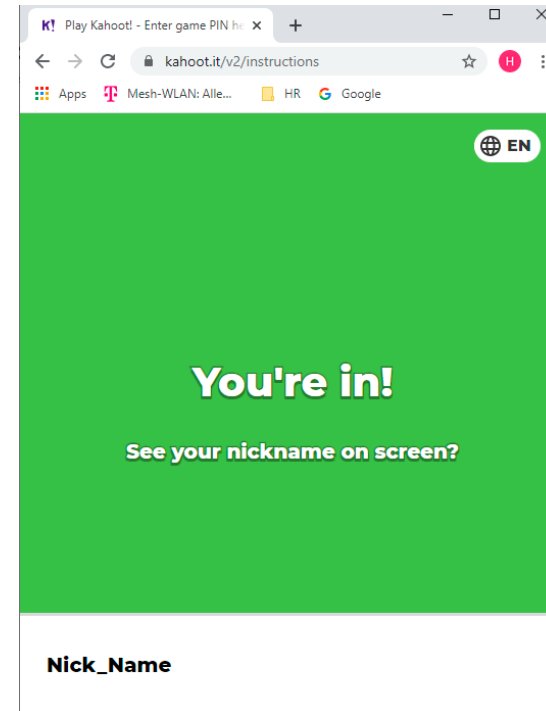 K! Play Kahoot! - Enter game PIN he
kahoot.it/v2/instructions
H
Apps
Mesh-WLAN: Alle...
HR
Google
EN
You're in!
See your nickname on screen?
Nick_Name